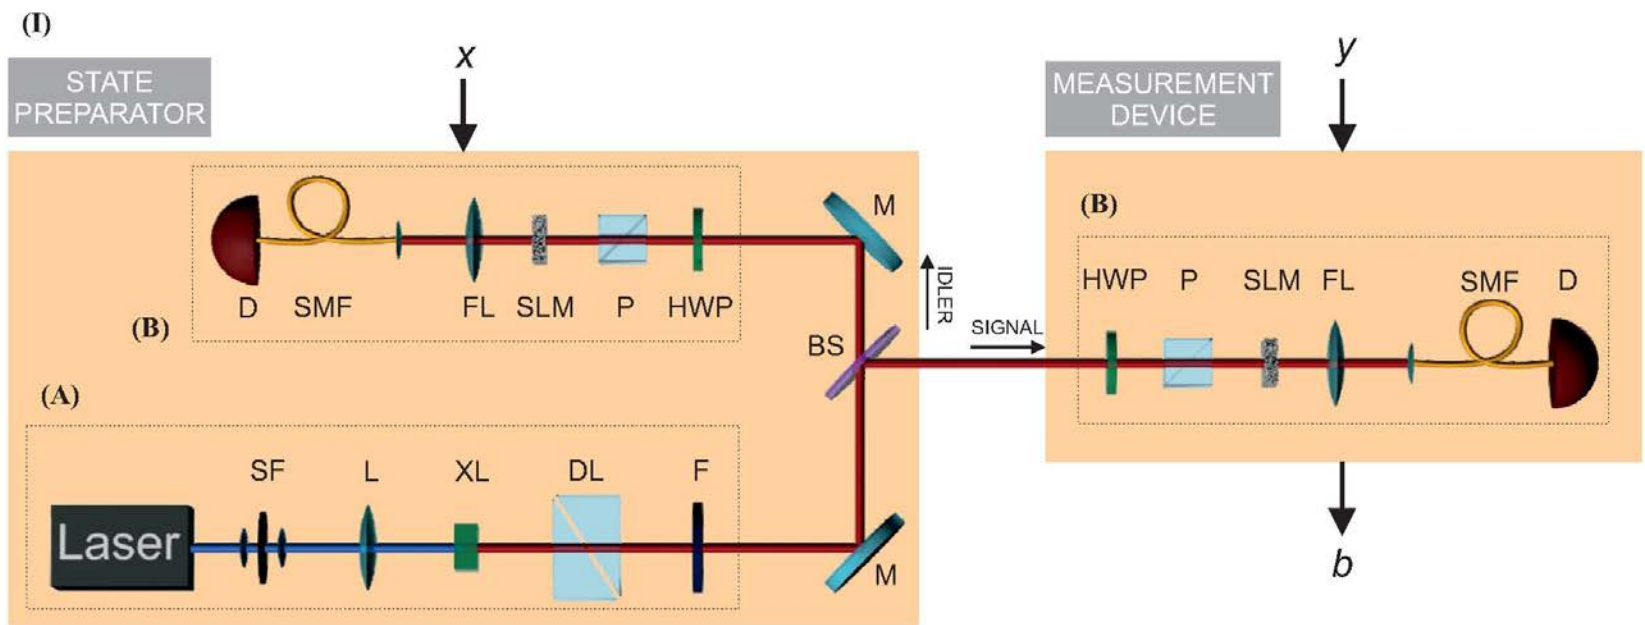 (I)
x
y
STATE
PREPARATOR
MEASUREMENT
DEVICE
M
(B)
D SMF FL SLM P HWP
IDLER
HWP P SLM FL SMF D
(B)
SIGNAL
BS
(A)
SF L XL DL F
Laser
M
b